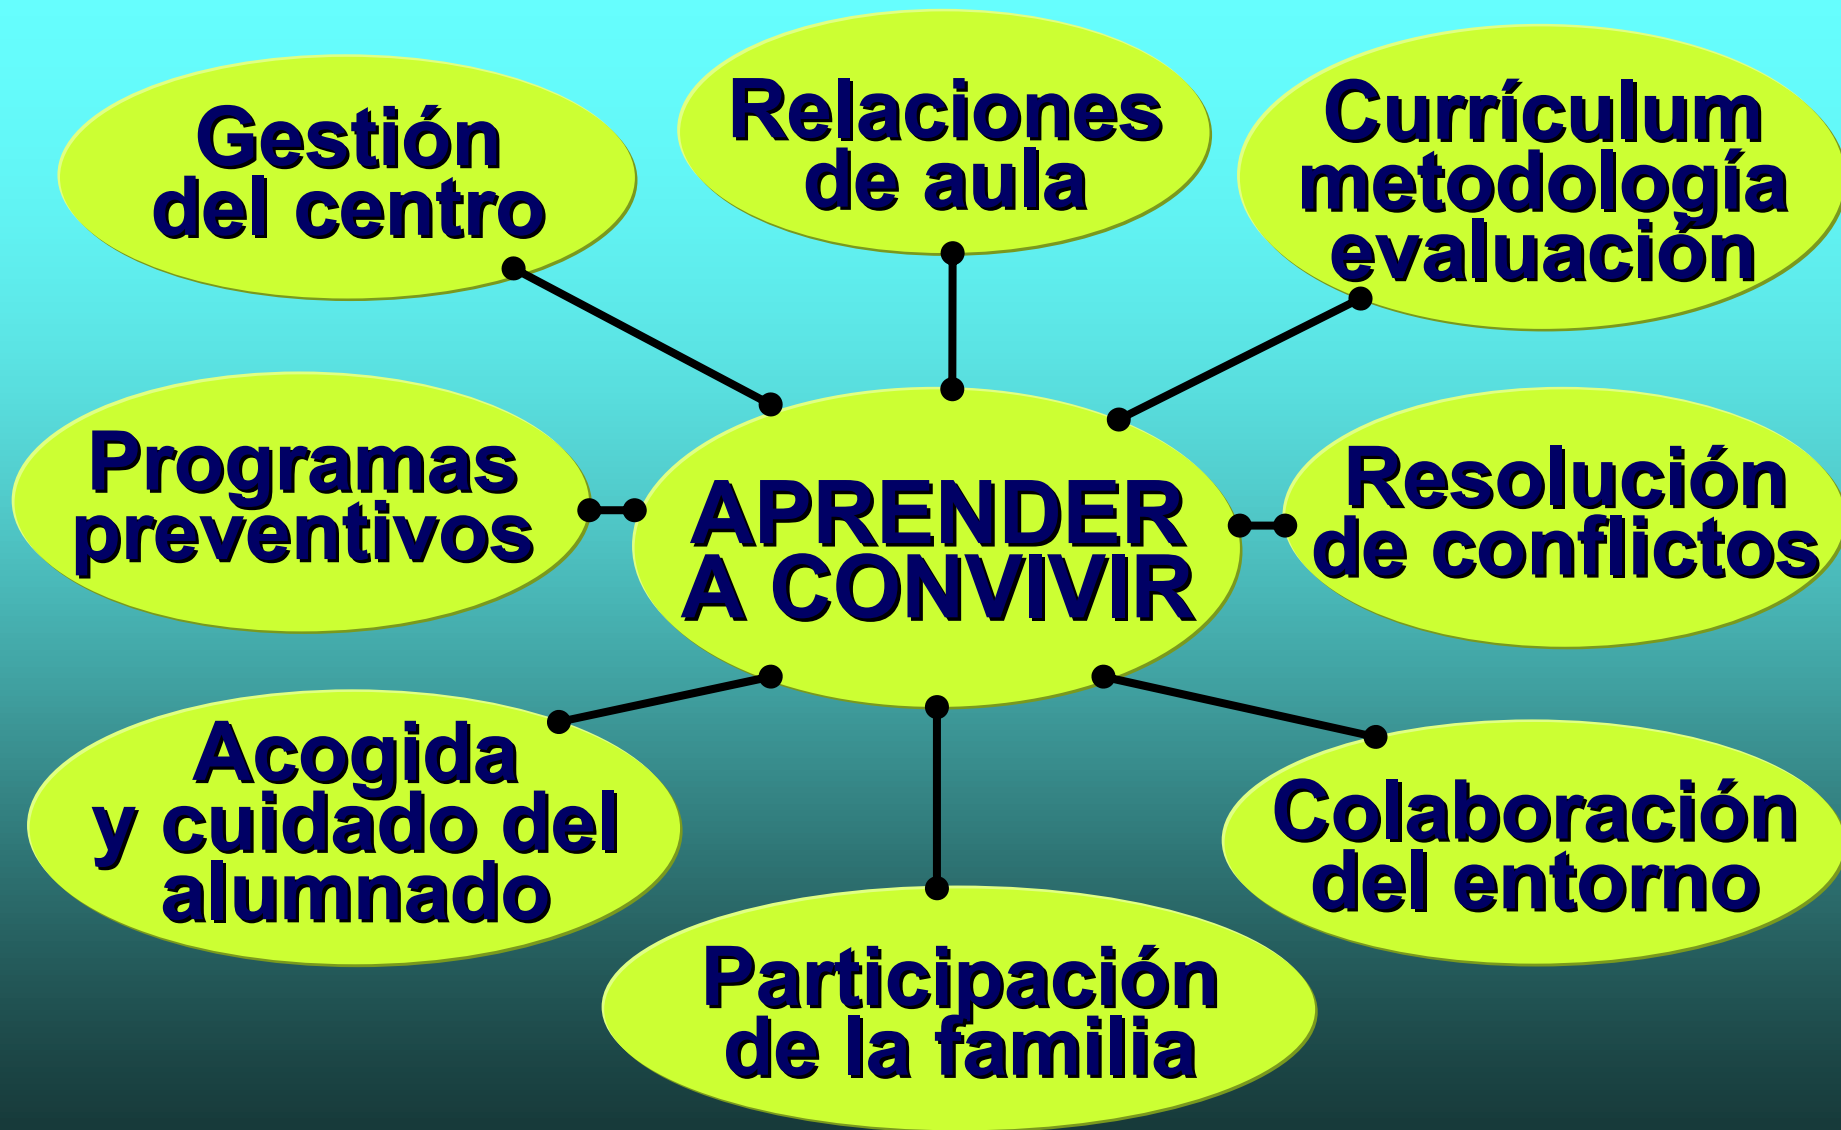 Gestión
del centro
Relaciones
de aula
Currículum
metodología
evaluación
Programas
preventivos
APRENDER
A CONVIVIR
Resolución
de conflictos
Acogida
y cuidado del
alumnado
Participación
de la familia
Colaboración
del entorno